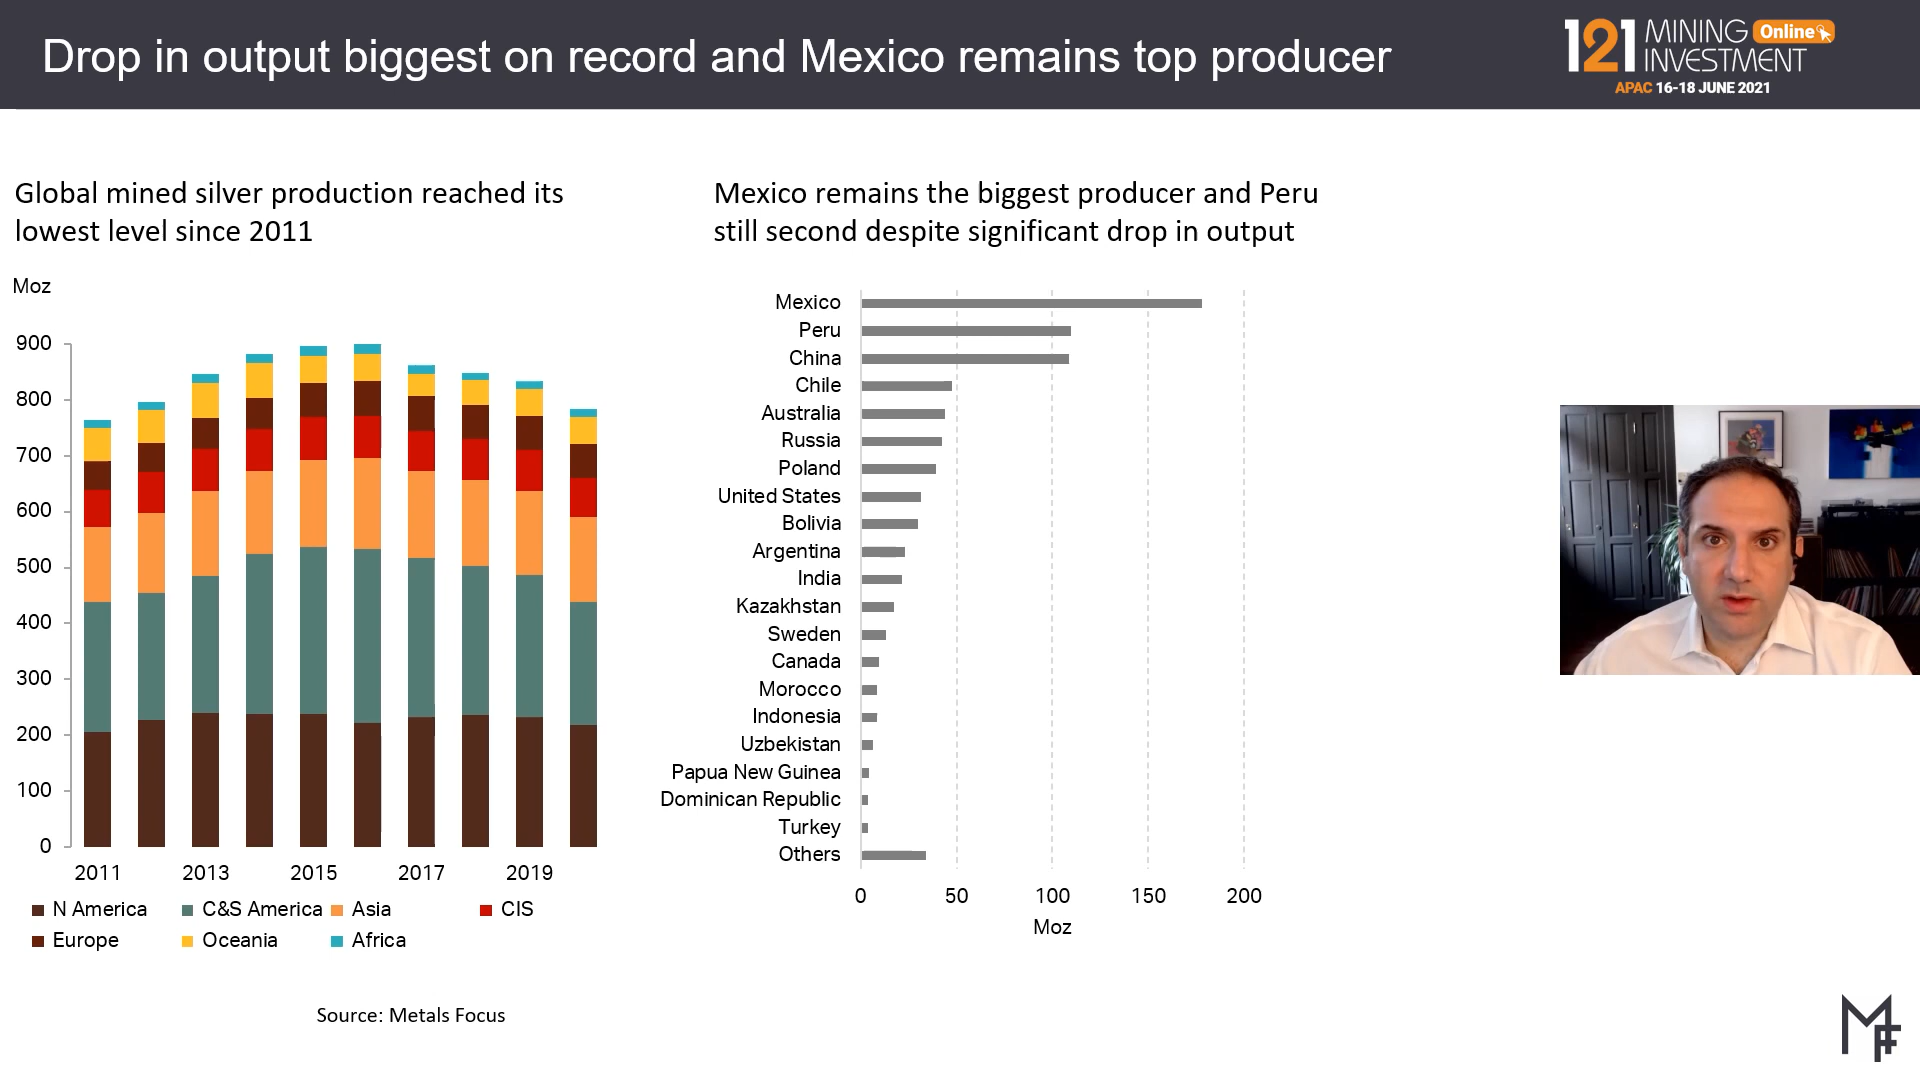 Drop in output biggest on record and Mexico remains top producer
121 MINING INVESTMENT Online
APAC 16-18 JUNE 2021
Global mined silver production reached its
lowest level since 2011
Moz
900
800
700
600
500
400
300
200
100
0
2011 2013 2015 2017 2019
N America C&S America Asia CIS
Europe Oceania Africa
Source: Metals Focus
Mexico remains the biggest producer and Peru
still second despite significant drop in output
Mexico
Peru
China
Chile
Australia
Russia
Poland
United States
Bolivia
Argentina
India
Kazakhstan
Sweden
Canada
Morocco
Indonesia
Uzbekistan
Papua New Guinea
Dominican Republic
Turkey
Others
0 50 100 150 200
Moz
MF